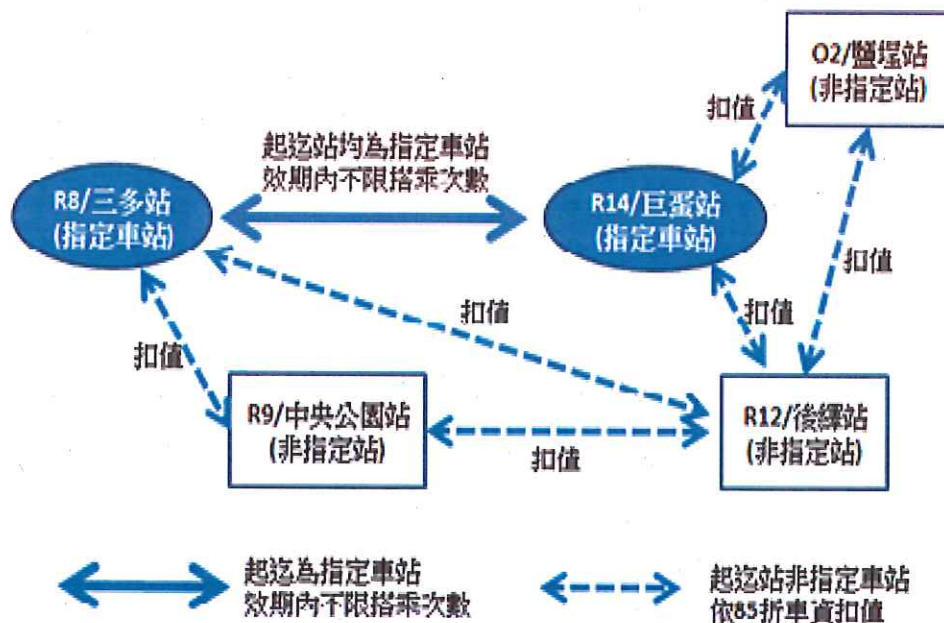 O2/鹽埕站
(非指定站)
扣值
起迄站均為指定車站
效期內不限搭乘次數
R8/三多站
(指定車站)
R14/巨蛋站
(指定車站)
扣值
扣值
扣值
扣值
R9/中央公園站
(非指定站)
扣值
R12/後驛站
(非指定站)
起迄為指定車站
效期內不限搭乘次數
起迄站非指定車站
依85折車資扣值